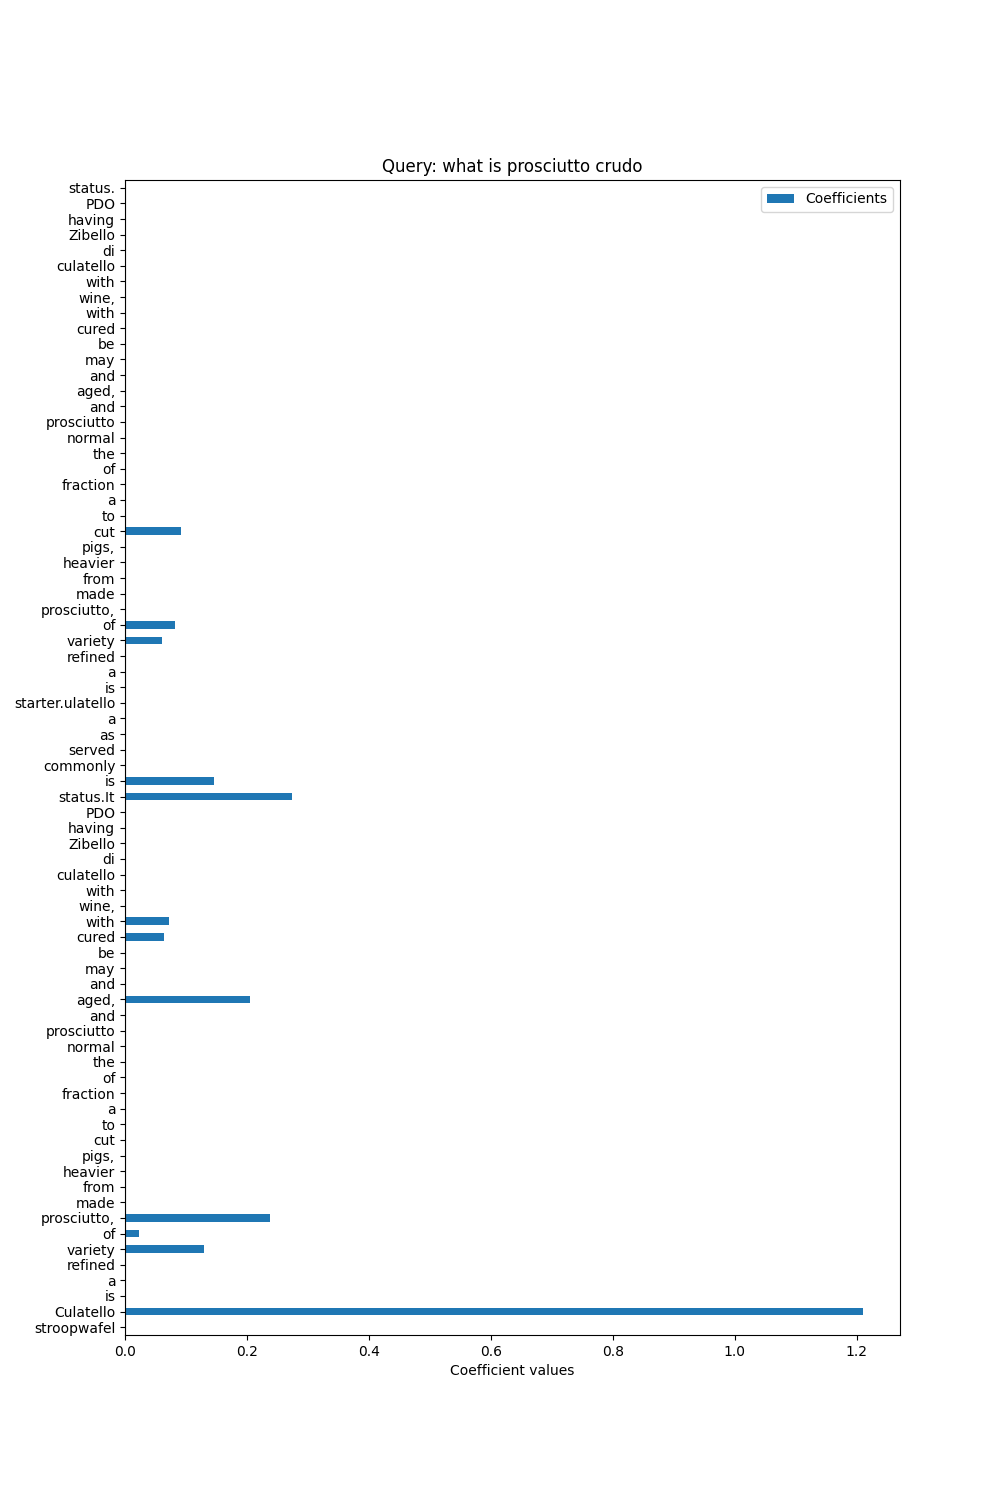 Query: what is prosciutto crudo
Coefficients
status.
PDO
having
Zibello
di
culatello
with
wine,
with
cured
be
may
and
aged,
and
prosciutto
normal
the
of
fraction
a
to
cut
pigs,
heavier
from
made
prosciutto,
of
variety
refined
a
is
starter.ulatello
a
as
served
commonly
is
status.It
PDO
having
Zibello
di
culatello
with
wine,
with
cured
be
may
and
aged,
and
prosciutto
normal
the
of
fraction
a
to
cut
pigs,
heavier
from
made
prosciutto,
of
variety
refined
a
is
Culatello
stroopwafel
0.0 0.2 0.4 0.6 0.8 1.0 1.2
Coefficient values